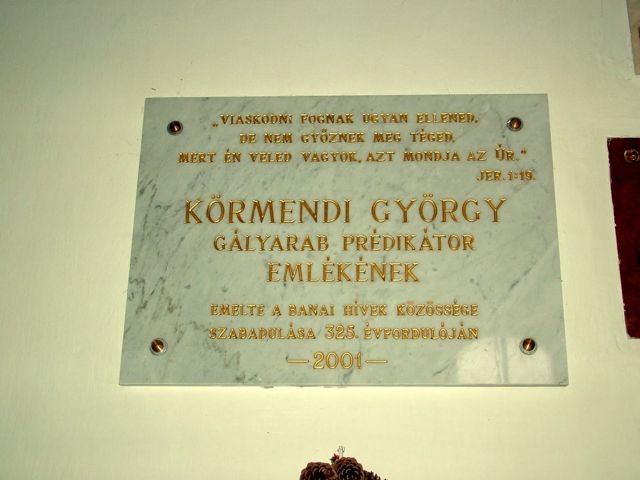 „VIASKODNI FOGNAK UGYAN ELLENED,
DE NEM GYŐZNEK MEG TÉGED,
MERT ÉN VELED VAGYOK, AZT MONDJA AZ ÚR."
JER. 1:19.
KÖRMENDI GYÖRGY
GÁLYARAB PRÉDIKÁTOR
EMLÉKÉNEK
EMELTE A BANAI HÍVEK KÖZÖSSÉGE
SZABADULÁSA 325. ÉVFORDULÓJÁN
—2001—